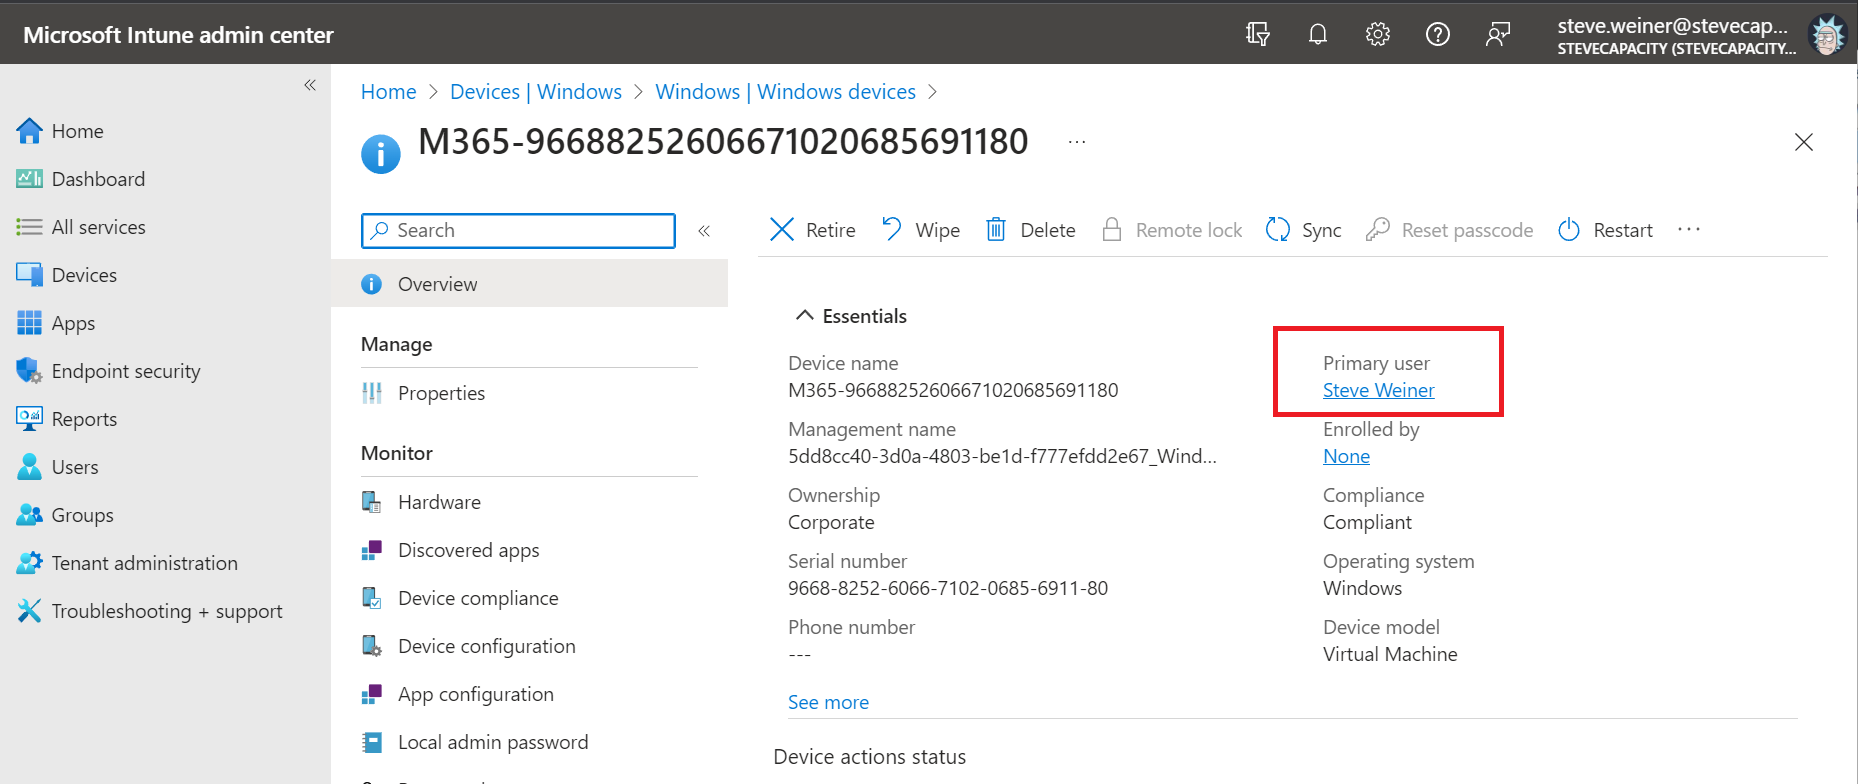 Microsoft Intune admin center
steve.weiner@stevecap...
STEVECAPACITY (STEVECAPACITY...
Home
Dashboard
All services
Devices
Apps
Endpoint security
Reports
Users
Groups
Tenant administration
Troubleshooting + support
Home > Devices | Windows > Windows | Windows devices >
M365-96688252606671020685691180 ...
Search
Overview
Manage
Properties
Monitor
Hardware
Discovered apps
Device compliance
Device configuration
App configuration
Local admin password
Retire Wipe Delete Remote lock Sync Reset passcode Restart ...
Essentials
Device name
M365-96688252606671020685691180
Management name
5dd8cc40-3d0a-4803-be1d-f777efdd2e67_Wind...
Ownership
Corporate
Serial number
9668-8252-6066-7102-0685-6911-80
Phone number
---
See more
Primary user
Steve Weiner
Enrolled by
None
Compliance
Compliant
Operating system
Windows
Device model
Virtual Machine
Device actions status